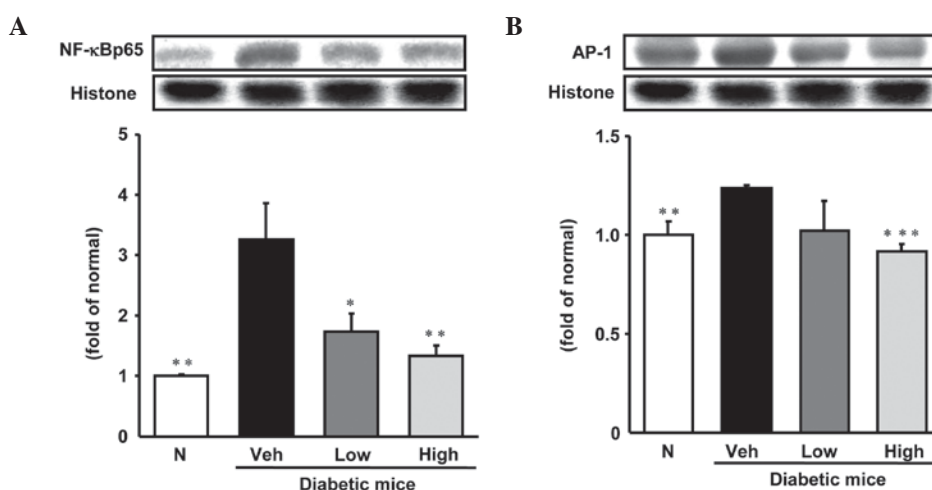 A
NF-κBp65
Histone
5
4
3
2
1
0
(fold of normal)
**
*
**
N
Veh
Low
High
Diabetic mice
B
AP-1
Histone
1.5
1.0
0.5
0
(fold of normal)
**
***
N
Veh
Low
High
Diabetic mice